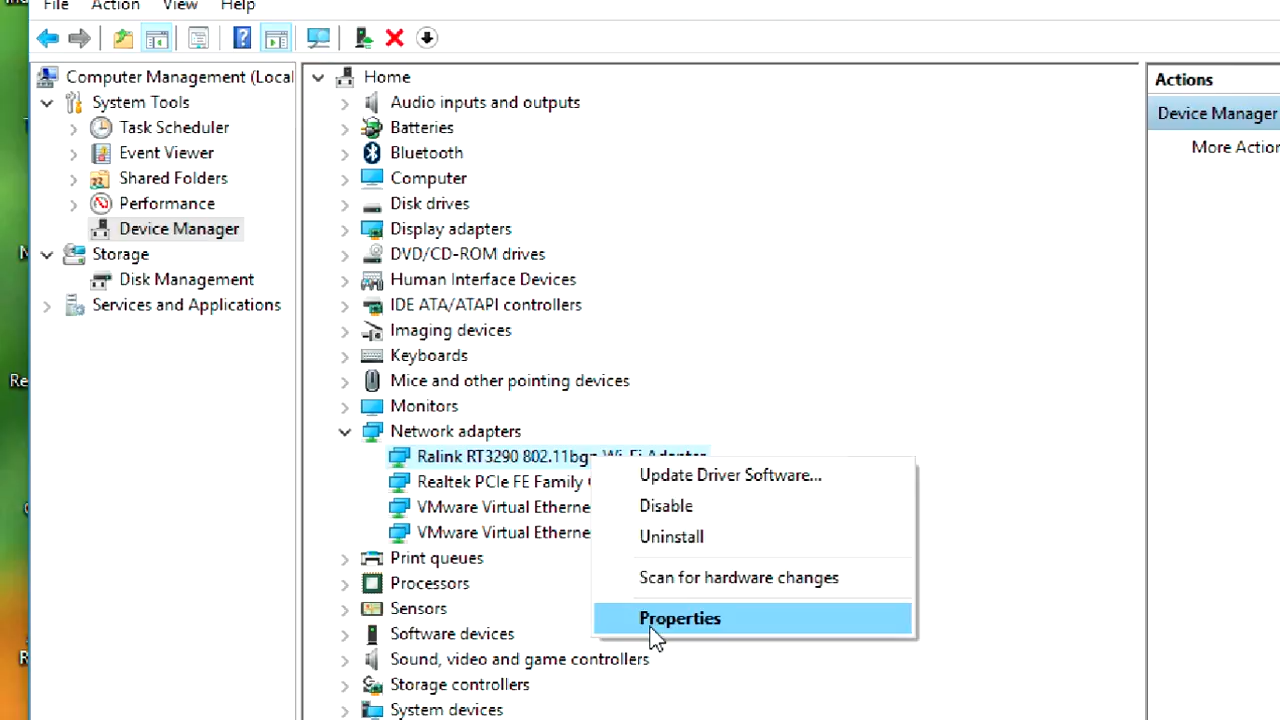 File Action View Help
Computer Management (Local
System Tools
Task Scheduler
Event Viewer
Shared Folders
Performance
Device Manager
Storage
Disk Management
Services and Applications
Home
Audio inputs and outputs
Batteries
Bluetooth
Computer
Disk drives
Display adapters
DVD/CD-ROM drives
Human Interface Devices
IDE ATA/ATAPI controllers
Imaging devices
Keyboards
Mice and other pointing devices
Monitors
Network adapters
Ralink RT3290 802.11bgn Wi-Fi Adapter
Realtek PCIe FE Family
VMware Virtual Etherne
VMware Virtual Etherne
Print queues
Processors
Sensors
Software devices
Sound, video and game controllers
Storage controllers
System devices
Update Driver Software...
Disable
Uninstall
Scan for hardware changes
Properties
Actions
Device Manager
More Action